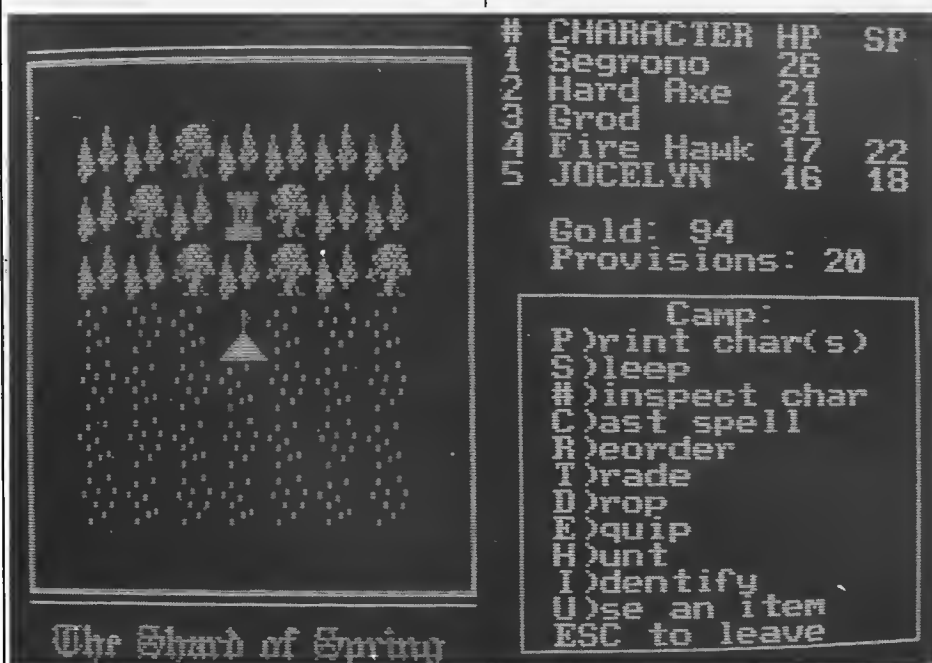 # CHARACTER HP SP
1 Segrono 26
2 Hard Axe 21
3 Grod 31
4 Fire Hawk 17 22
5 JOCELYN 16 18
Gold: 94
Provisions: 20
Camp:
P)rint char(s)
S)leep
#)inspect char
C)ast spell
R)eorder
T)rade
D)rop
E)quip
H)unt
I)dentify
U)se an item
ESC to leave
The Shard of Spring